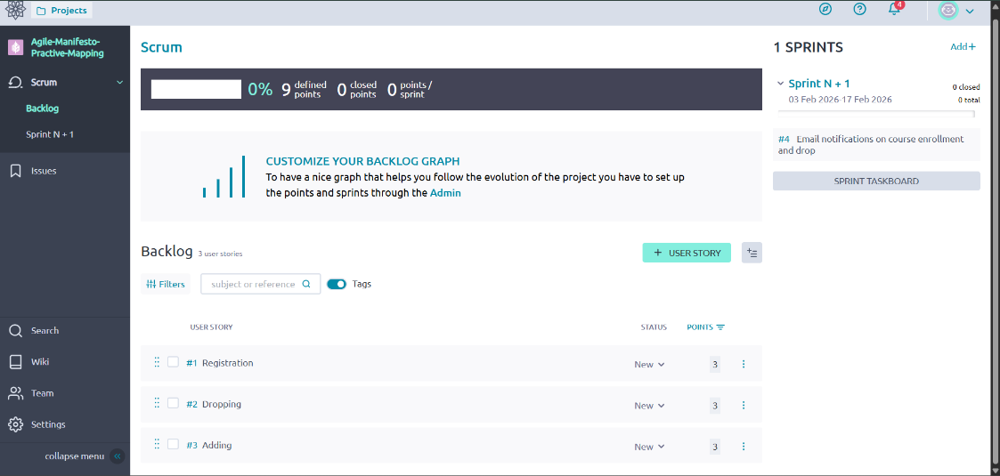 Projects
4
Agile-Manifesto-
Practive-Mapping
Scrum
Backlog
Sprint N + 1
Issues
Search
Wiki
Team
Settings
collapse menu
Scrum
0% 9 defined points 0 closed points 0 points / sprint
CUSTOMIZE YOUR BACKLOG GRAPH
To have a nice graph that helps you follow the evolution of the project you have to set up
the points and sprints through the Admin
Backlog 3 user stories
+ USER STORY
Filters
subject or reference
Tags
USER STORY STATUS POINTS
#1 Registration New 3
#2 Dropping New 3
#3 Adding New 3
1 SPRINTS Add+
Sprint N + 1 0 closed
03 Feb 2026-17 Feb 2026 0 total
#4 Email notifications on course enrollment
and drop
SPRINT TASKBOARD